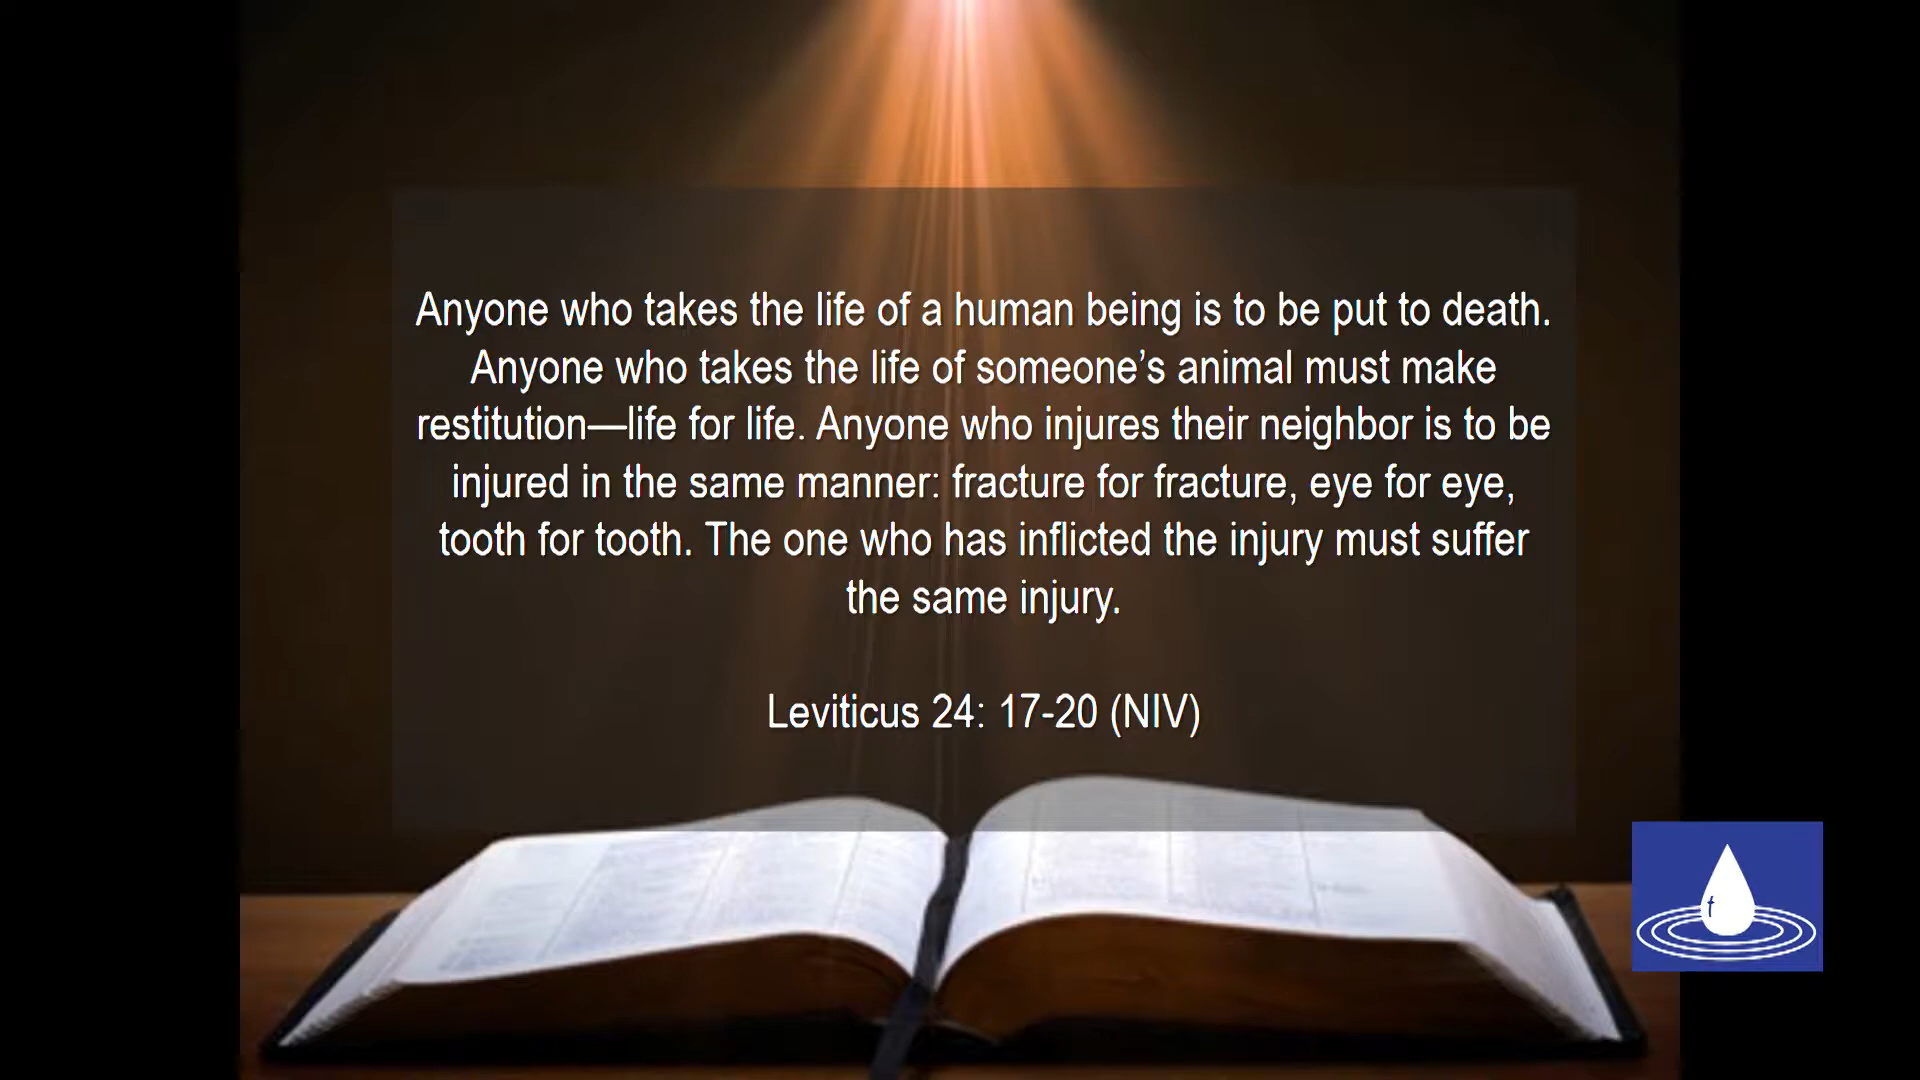 Anyone who takes the life of a human being is to be put to death.
Anyone who takes the life of someone’s animal must make
restitution—life for life. Anyone who injures their neighbor is to be
injured in the same manner: fracture for fracture, eye for eye,
tooth for tooth. The one who has inflicted the injury must suffer
the same injury.
Leviticus 24: 17-20 (NIV)